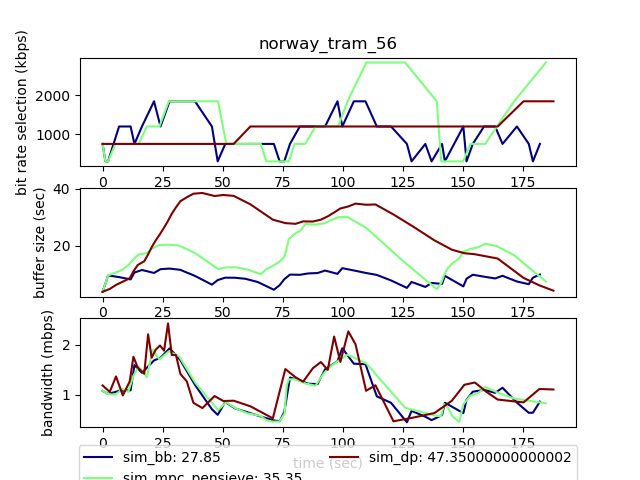 norway_tram_56
bit rate selection (kbps)
2000
1000
0 25 50 75 100 125 150 175
buffer size (sec)
40
20
0 25 50 75 100 125 150 175
bandwidth (mbps)
2
1
0 25 50 75 100 125 150 175
time (sec)
sim_bb: 27.85
sim_mpc_pensieve: 35.35
sim_dp: 47.35000000000002